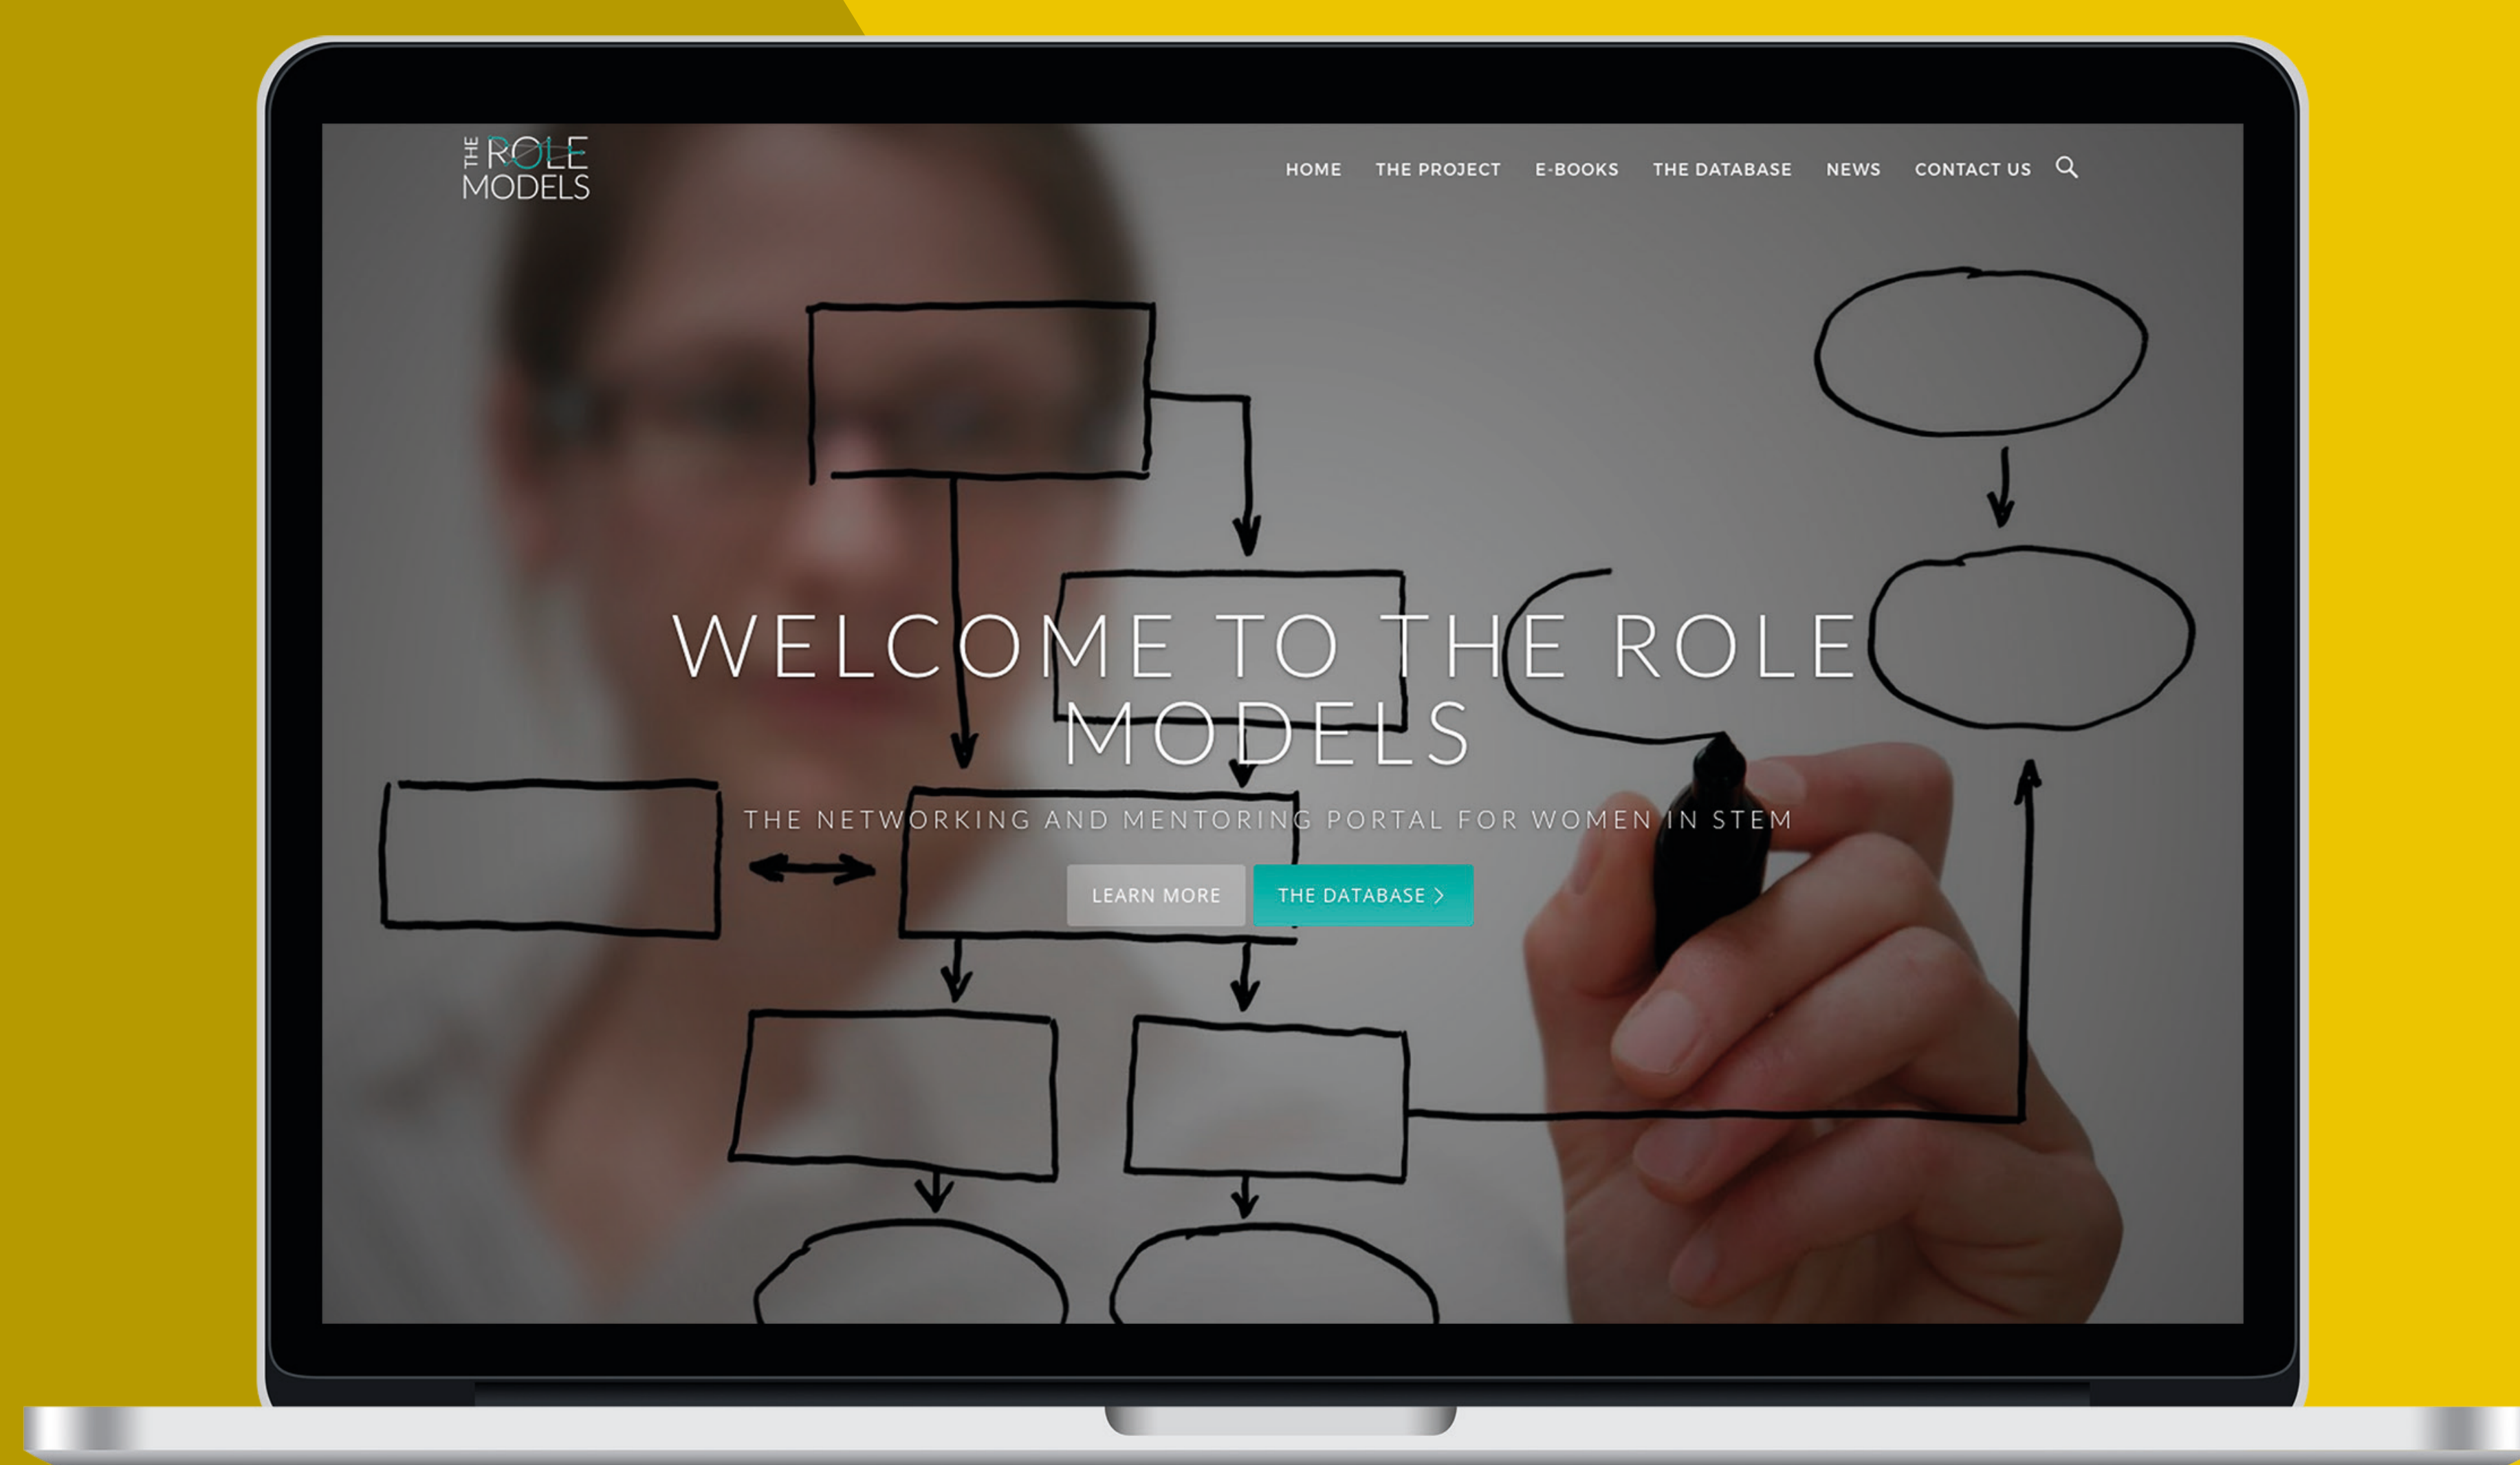 THE ROLE
MODELS
HOME THE PROJECT E-BOOKS THE DATABASE NEWS CONTACT US
WELCOME TO THE ROLE
MODELS
THE NETWORKING AND MENTORING PORTAL FOR WOMEN IN STEM
LEARN MORE THE DATABASE >